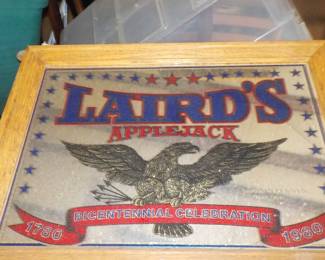 LAIRD'S
APPLEJACK
1780 BICENTENNIAL CELEBRATION 1980